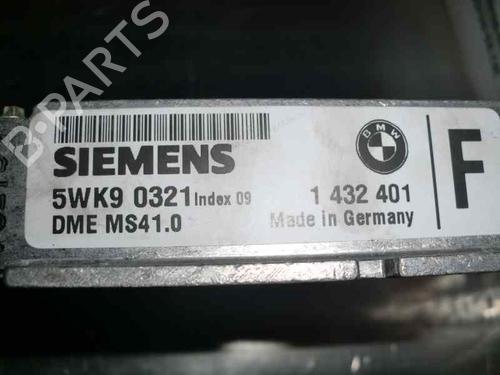 B-PARTS
SIEMENS
BMW
F
5WK9 0321 Index 09
1 432 401
DME MS41.0
Made in Germany